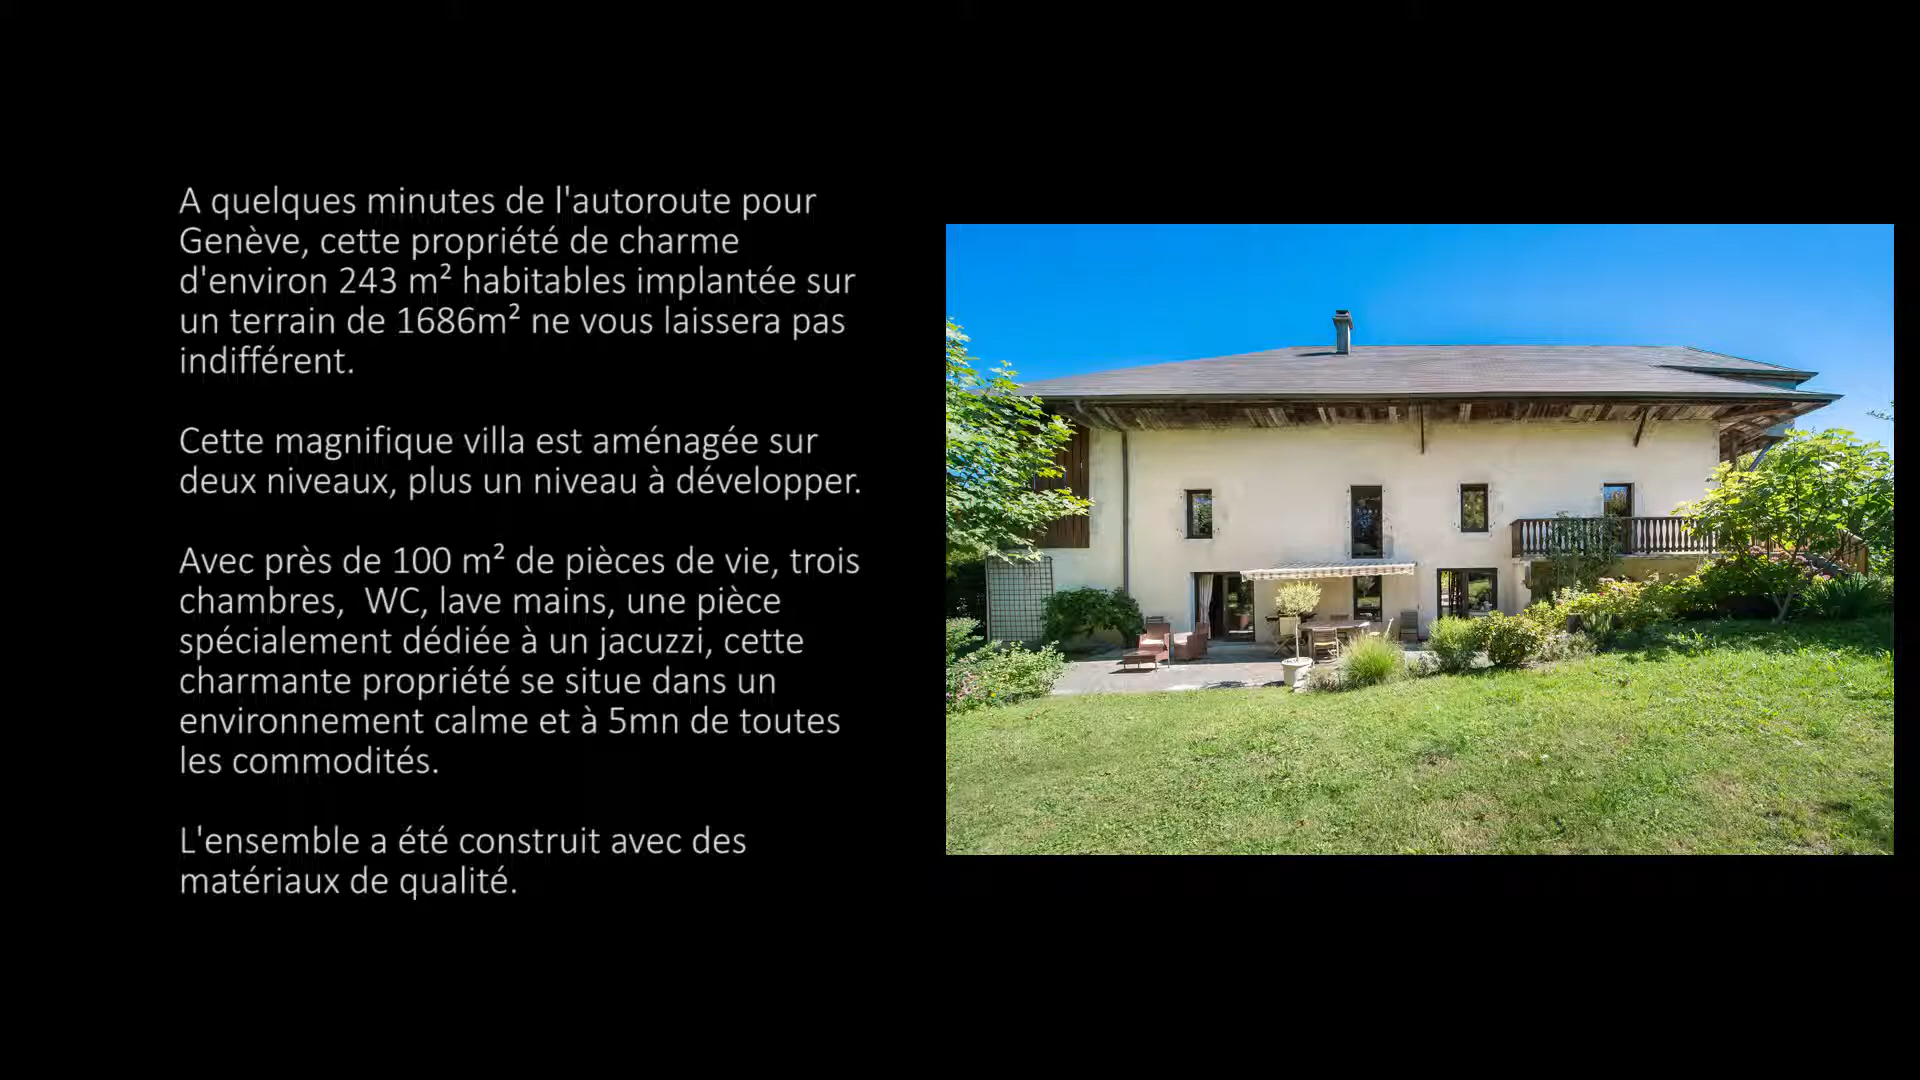 A quelques minutes de l'autoroute pour
Genève, cette propriété de charme
d'environ 243 m² habitables implantée sur
un terrain de 1686m² ne vous laissera pas
indifférent.
Cette magnifique villa est aménagée sur
deux niveaux, plus un niveau à développer.
Avec près de 100 m² de pièces de vie, trois
chambres,  WC, lave mains, une pièce
spécialement dédiée à un jacuzzi, cette
charmante propriété se situe dans un
environnement calme et à 5mn de toutes
les commodités.
L'ensemble a été construit avec des
matériaux de qualité.